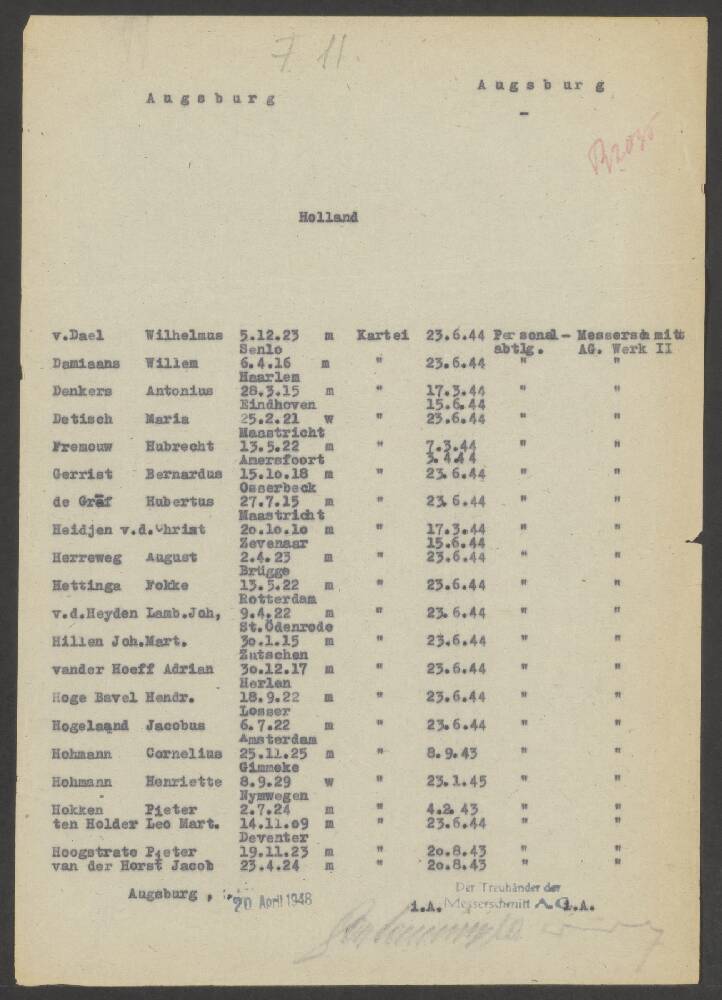 7 11.
Augsburg
Augsburg
Holland
v.Dael Wilhelmus 5.12.23 m Kartei 23.6.44 Personal- Messerschmitt
Senlo abtlg. AG. Werk II
Damiaans Willem 6.4.16 m " 23.6.44 " "
Haarlem
Denkers Antonius 28.3.15 m " 17.3.44 " "
Eindhoven 15.6.44
Detisch Maria 25.2.21 w " 23.6.44 " "
Maastricht
Fremouw Hubrecht 13.5.22 m " 7.3.44 " "
Amersfoort 3.4.44
Gerrist Bernardus 15.10.18 m " 23.6.44 " "
Osserbeck
de Gräf Hubertus 27.7.15 m " 23.6.44 " "
Maastricht
Heidjen v.d.Christ 20.10.10 m " 17.3.44 " "
Zevenaar 15.6.44
Herreweg August 2.4.23 m " 23.6.44 " "
Brügge
Hettinga Fokke 13.5.22 m " 23.6.44 " "
Rotterdam
v.d.Heyden Lamb.Joh, 9.4.22 m " 23.6.44 " "
St.Ödenrode
Hillen Joh.Mart. 30.1.15 m " 23.6.44 " "
Zutschen
vander Hoeff Adrian 30.12.17 m " 23.6.44 " "
Herlen
Hoge Bavel Hendr. 18.9.22 m " 23.6.44 " "
Losser
Hogelsand Jacobus 6.7.22 m " 23.6.44 " "
Amsterdam
Hohmann Cornelius 25.11.25 m " 8.9.43 " "
Gimmeke
Hohmann Henriette 8.9.29 w " 23.1.45 " "
Nymwegen
Hokken Pieter 2.7.24 m " 4.2.43 " "
ten Holder Leo Mart. 14.11.09 m " 23.6.44 " "
Deventer
Hoogstrate Pieter 19.11.23 m " 20.8.43 " "
van der Horst Jacob 23.4.24 m " 20.8.43 " "
Augsburg, 20 April 1948
Der Treuhänder der
i.A. Messerschmitt A.G. i.A.